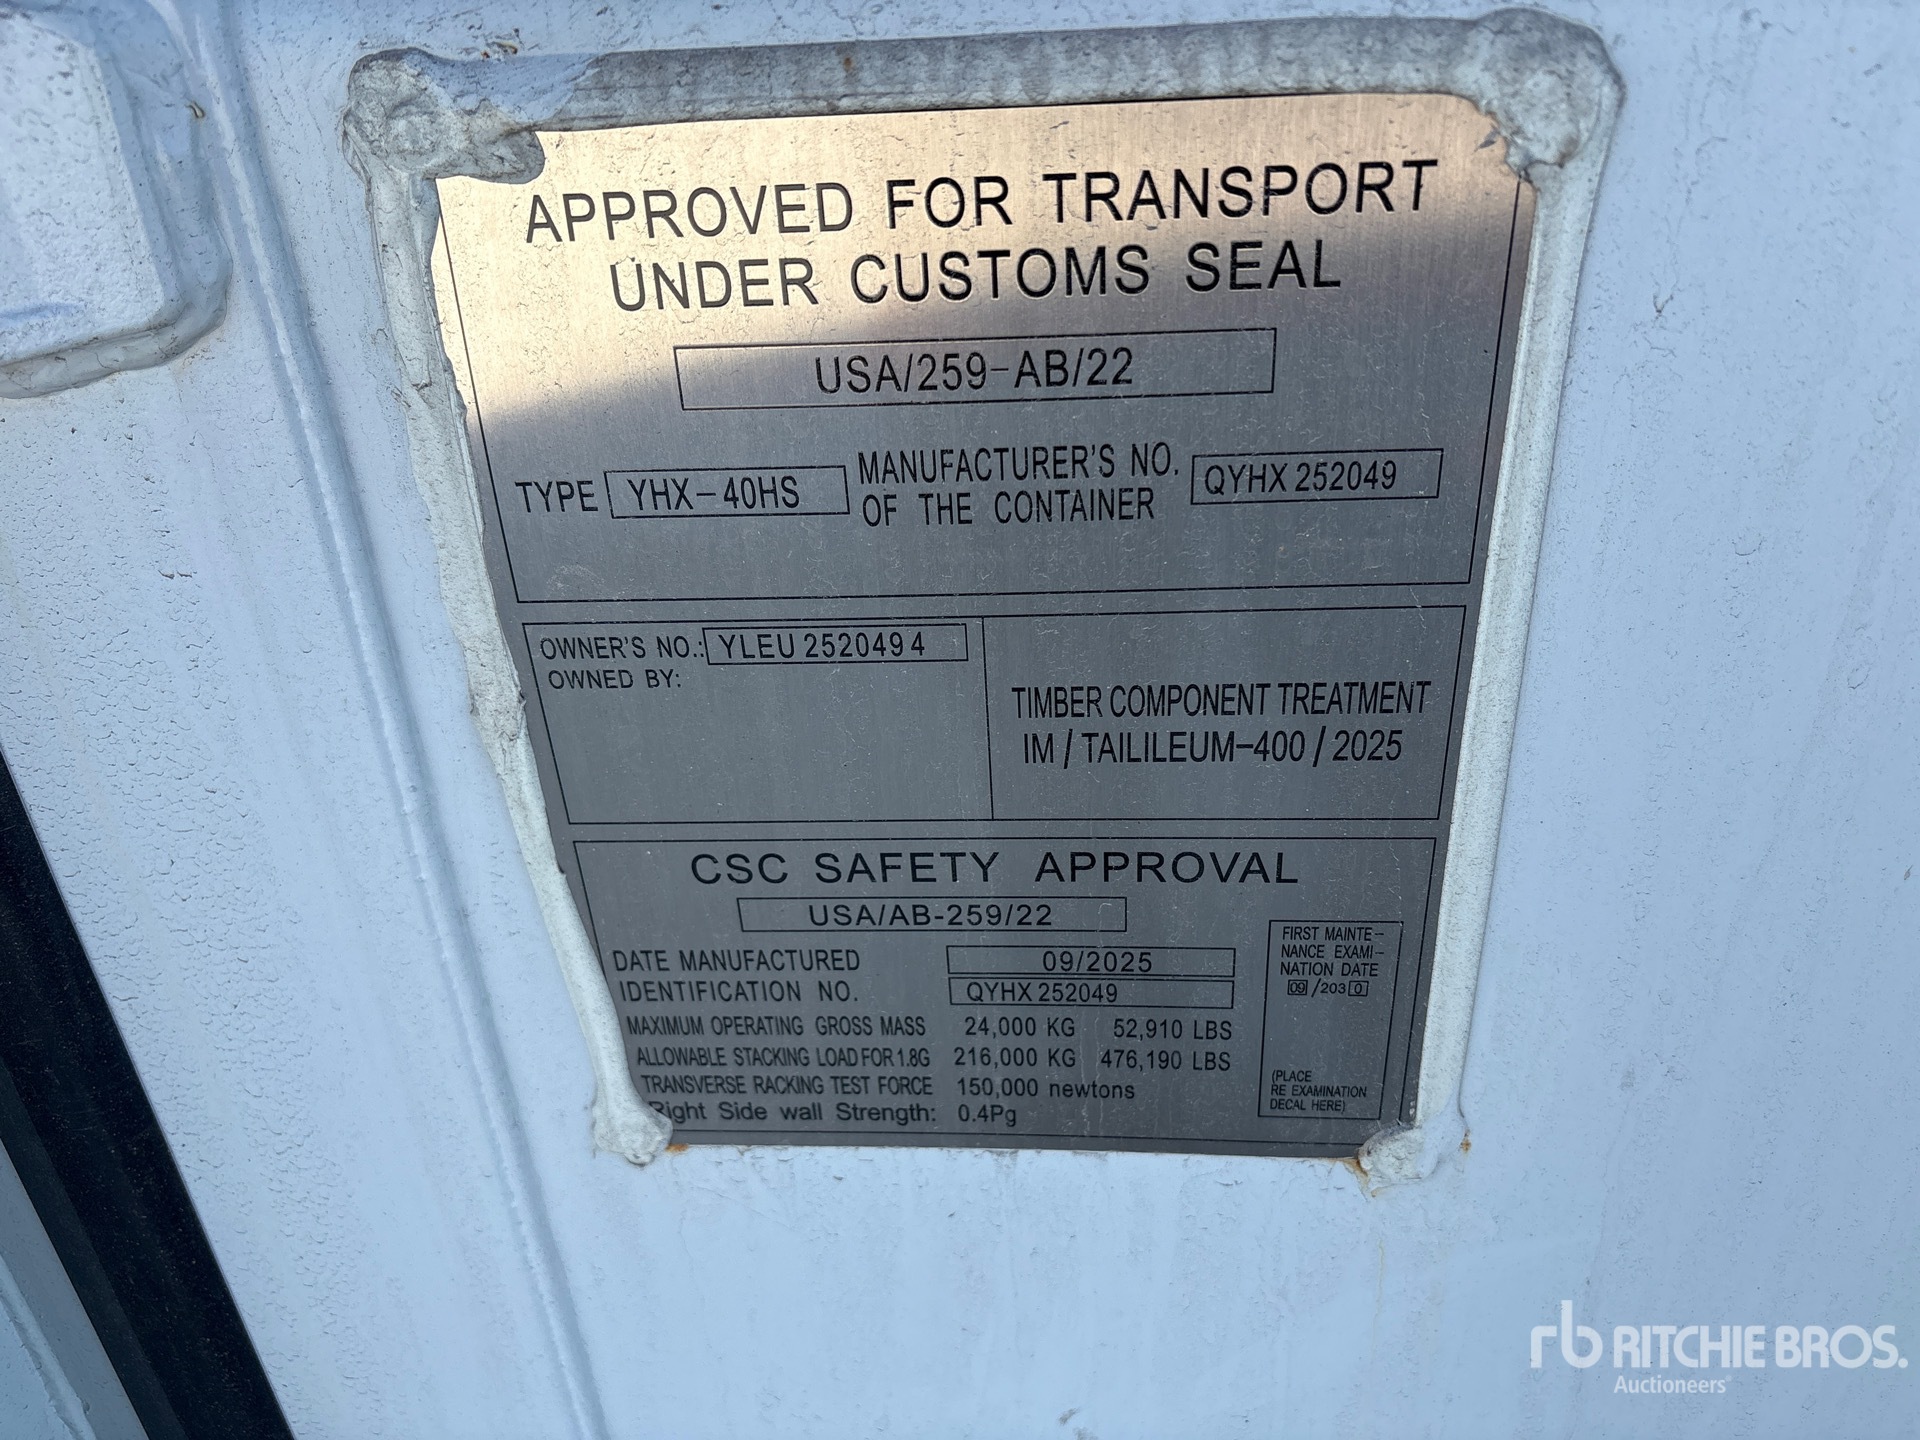 APPROVED FOR TRANSPORT
UNDER CUSTOMS SEAL
USA/259-AB/22
TYPE YHX-40HS MANUFACTURER'S NO. OF THE CONTAINER QYHX 252049
OWNER'S NO.: YLEU 252049 4
OWNED BY:
TIMBER COMPONENT TREATMENT
IM / TAILILEUM-400 / 2025
CSC SAFETY APPROVAL
USA/AB-259/22
DATE MANUFACTURED 09/2025
IDENTIFICATION NO. QYHX 252049
MAXIMUM OPERATING GROSS MASS 24,000 KG 52,910 LBS
ALLOWABLE STACKING LOAD FOR 1.8G 216,000 KG 476,190 LBS
TRANSVERSE RACKING TEST FORCE 150,000 newtons
Right Side wall Strength: 0.4Pg
FIRST MAINTE-
NANCE EXAMI-
NATION DATE
09 /203 0
(PLACE
RE EXAMINATION
DECAL HERE)
rb RITCHIE BROS.
Auctioneers